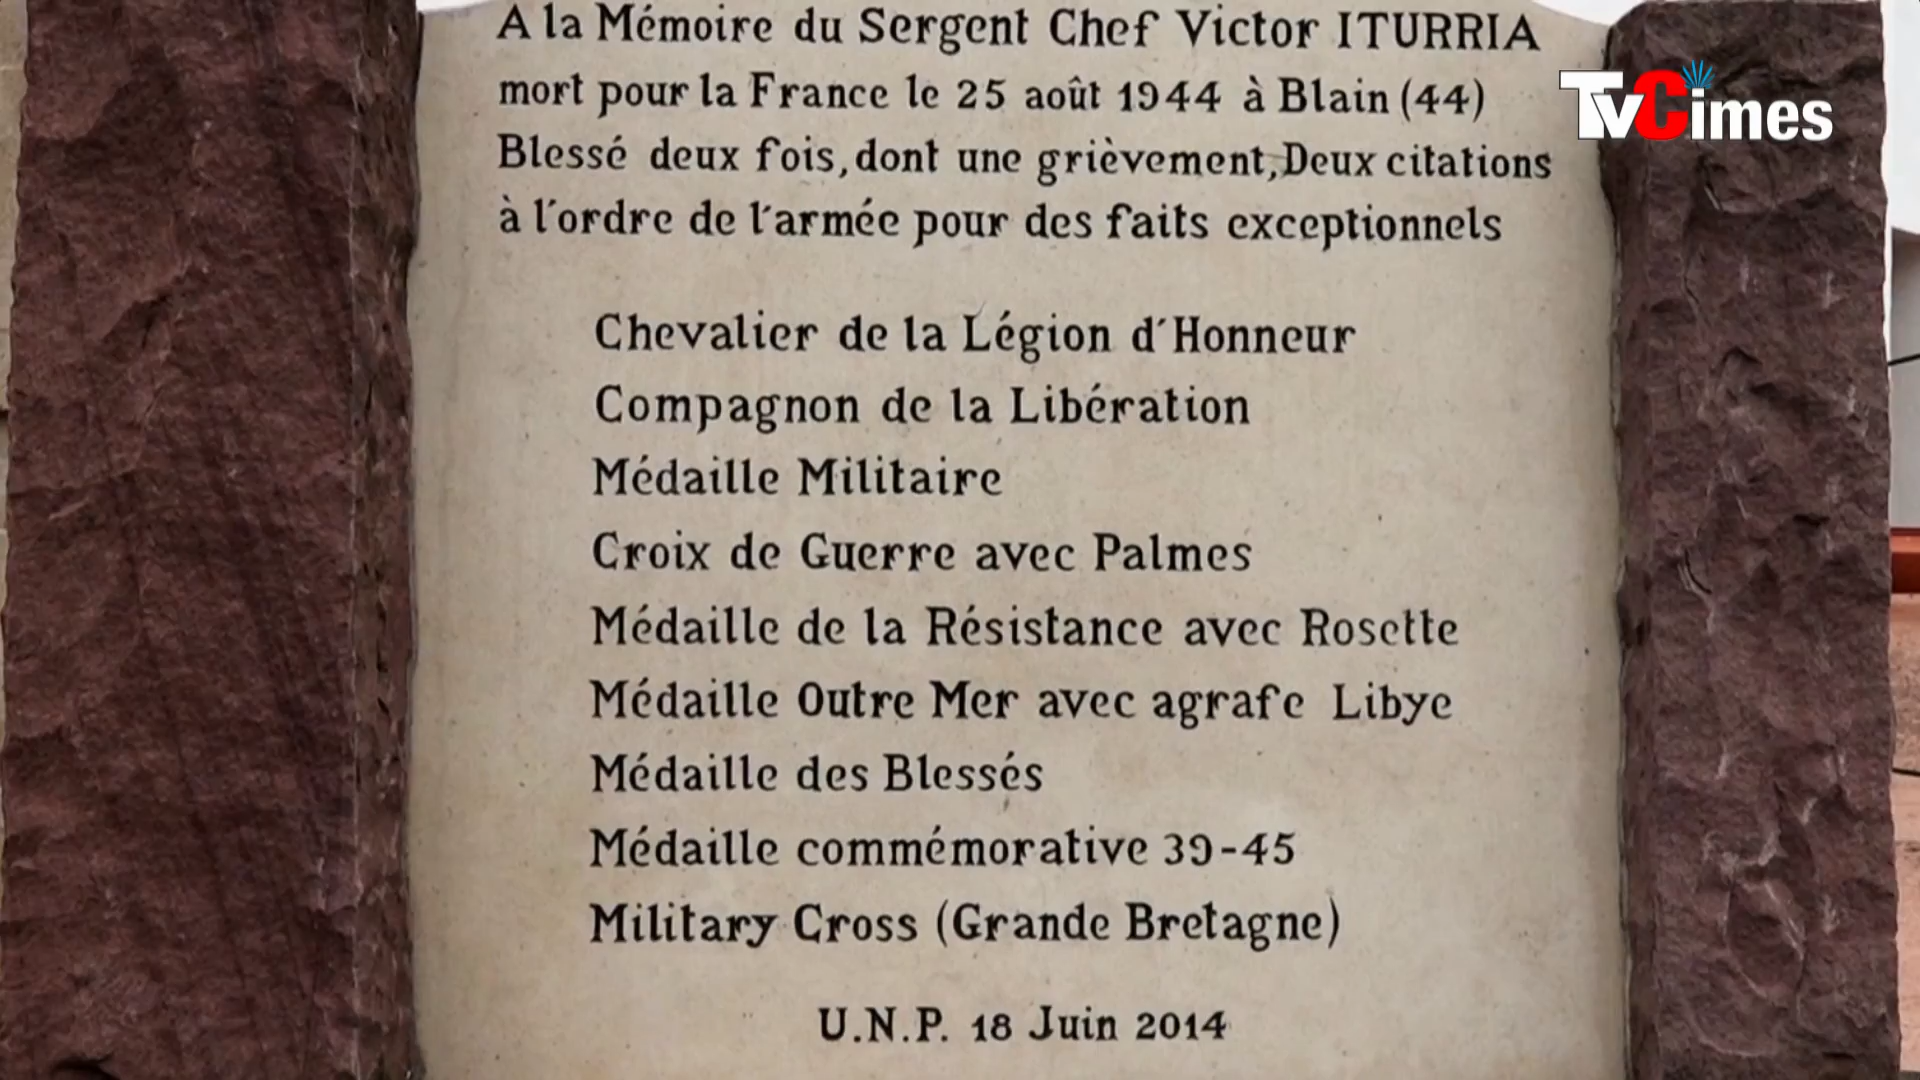 A la Mémoire du Sergent Chef Victor ITURRIA
mort pour la France le 25 août 1944 à Blain (44)
Blessé deux fois, dont une grièvement, Deux citations
à l'ordre de l'armée pour des faits exceptionnels
Chevalier de la Légion d'Honneur
Compagnon de la Libération
Médaille Militaire
Croix de Guerre avec Palmes
Médaille de la Résistance avec Rosette
Médaille Outre Mer avec agrafe Libye
Médaille des Blessés
Médaille commémorative 39-45
Military Cross (Grande Bretagne)
U.N.P. 18 Juin 2014
TvCimes